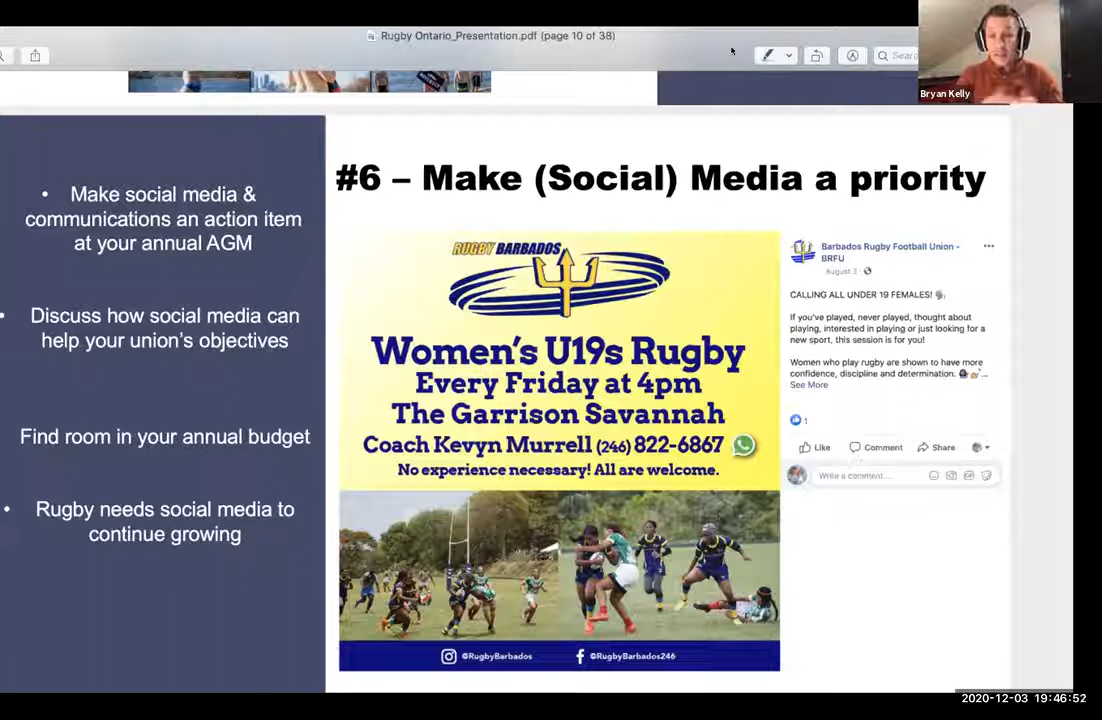 Rugby Ontario_Presentation.pdf (page 10 of 38)
Sear
Bryan Kelly
#6 – Make (Social) Media a priority
• Make social media &
communications an action item
at your annual AGM
• Discuss how social media can
help your union's objectives
Find room in your annual budget
• Rugby needs social media to
continue growing
RUGBY BARBADOS
Women's U19s Rugby
Every Friday at 4pm
The Garrison Savannah
Coach Kevyn Murrell (246) 822-6867
No experience necessary! All are welcome.
@RugbyBarbados
@RugbyBarbados246
Barbados Rugby Football Union -
BRFU
August 3 ·
CALLING ALL UNDER 19 FEMALES!
If you've played, never played, thought about
playing, interested in playing or just looking for a
new sport, this session is for you!
Women who play rugby are shown to have more
confidence, discipline and determination. ...
See More
1
Like Comment Share
Write a comment...
2020-12-03 19:46:52